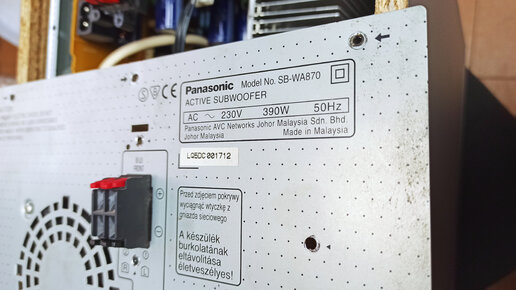 Panasonic Model No. SB-WA870
ACTIVE SUBWOOFER
AC ~ 230V 390W 50Hz
Panasonic AVC Networks Johor Malaysia Sdn. Bhd.
Johor Malaysia Made in Malaysia
LQ5DC 001712
Przed zdjęciem pokrywy
wyciągnąć wtyczkę z
gniazda sieciowego
A készülék
burkolatának
eltávolítása
életveszélyes!